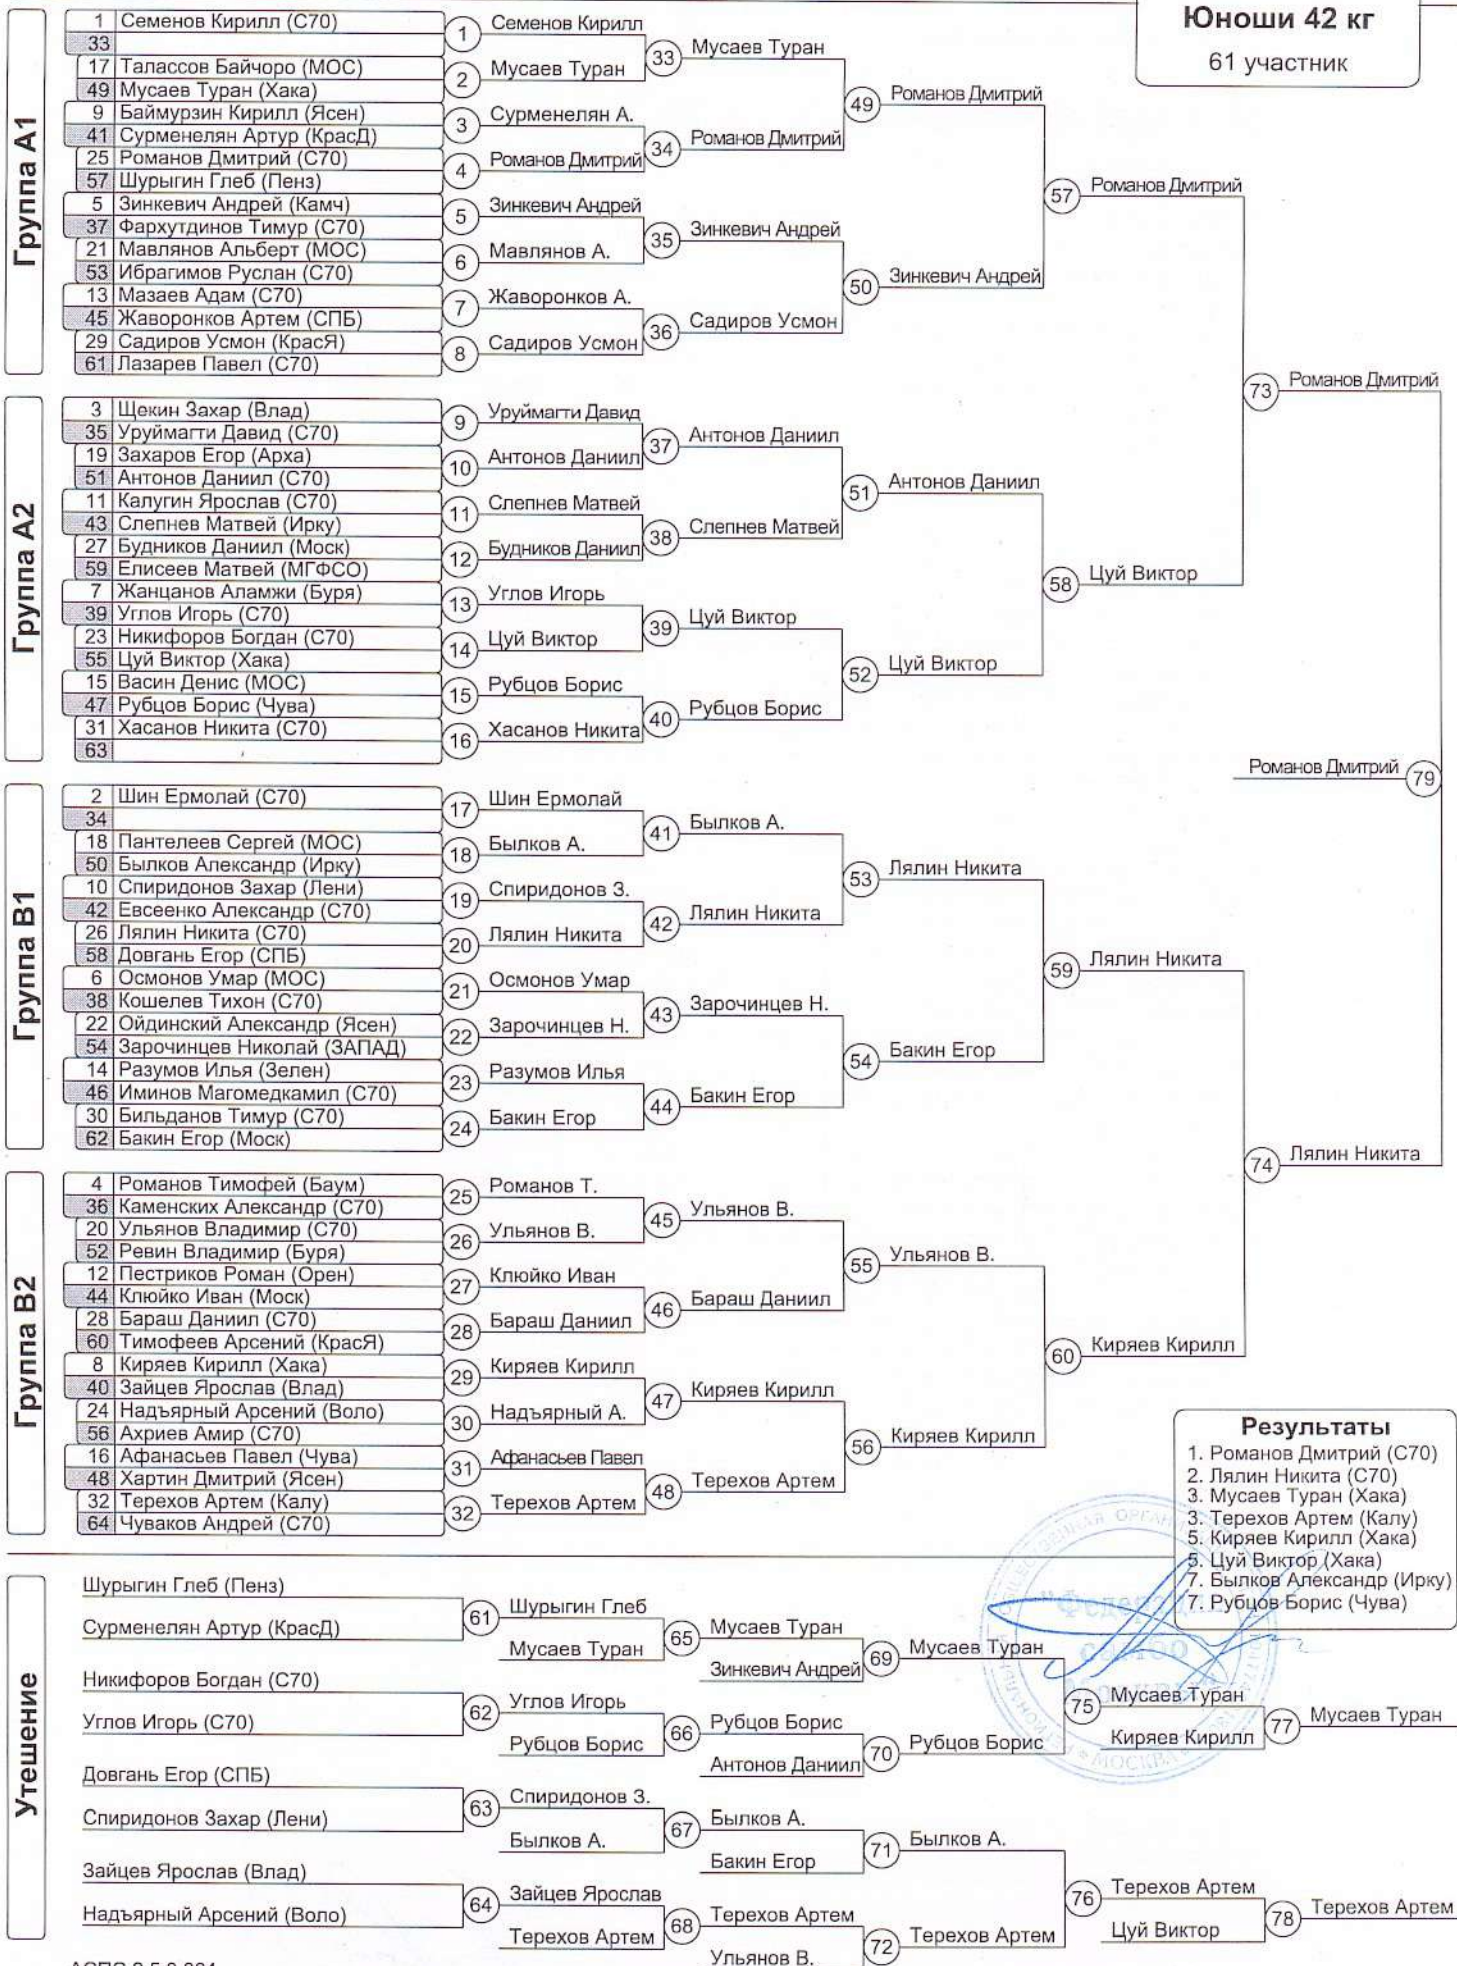 Юноши 42 кг
61 участник
Группа A1
1 Семенов Кирилл (С70)
33
17 Талассов Байчоро (МОС)
49 Мусаев Туран (Хака)
9 Баймурзин Кирилл (Ясен)
41 Сурменелян Артур (КрасД)
25 Романов Дмитрий (С70)
57 Шурыгин Глеб (Пенз)
5 Зинкевич Андрей (Камч)
37 Фархутдинов Тимур (С70)
21 Мавлянов Альберт (МОС)
53 Ибрагимов Руслан (С70)
13 Мазаев Адам (С70)
45 Жаворонков Артем (СПБ)
29 Садиров Усмон (КрасЯ)
61 Лазарев Павел (С70)
1 Семенов Кирилл
2 Мусаев Туран
3 Сурменелян А.
4 Романов Дмитрий
5 Зинкевич Андрей
6 Мавлянов А.
7 Жаворонков А.
8 Садиров Усмон
33 Мусаев Туран
34 Романов Дмитрий
35 Зинкевич Андрей
36 Садиров Усмон
49 Романов Дмитрий
50 Зинкевич Андрей
57 Романов Дмитрий
Группа A2
3 Щекин Захар (Влад)
35 Уруймагти Давид (С70)
19 Захаров Егор (Арха)
51 Антонов Даниил (С70)
11 Калугин Ярослав (С70)
43 Слепнев Матвей (Ирку)
27 Будников Даниил (Моск)
59 Елисеев Матвей (МГФСО)
7 Жанцанов Аламжи (Буря)
39 Углов Игорь (С70)
23 Никифоров Богдан (С70)
55 Цуй Виктор (Хака)
15 Васин Денис (МОС)
47 Рубцов Борис (Чува)
31 Хасанов Никита (С70)
63
9 Уруймагти Давид
10 Антонов Даниил
11 Слепнев Матвей
12 Будников Даниил
13 Углов Игорь
14 Цуй Виктор
15 Рубцов Борис
16 Хасанов Никита
37 Антонов Даниил
38 Слепнев Матвей
39 Цуй Виктор
40 Рубцов Борис
51 Антонов Даниил
52 Цуй Виктор
58 Цуй Виктор
73 Романов Дмитрий
Романов Дмитрий 79
Группа B1
2 Шин Ермолай (С70)
34
18 Пантелеев Сергей (МОС)
50 Былков Александр (Ирку)
10 Спиридонов Захар (Лени)
42 Евсеенко Александр (С70)
26 Лялин Никита (С70)
58 Довгань Егор (СПБ)
6 Осмонов Умар (МОС)
38 Кошелев Тихон (С70)
22 Ойдинский Александр (Ясен)
54 Зарочинцев Николай (ЗАПАД)
14 Разумов Илья (Зелен)
46 Иминов Магомедкамил (С70)
30 Бильданов Тимур (С70)
62 Бакин Егор (Моск)
17 Шин Ермолай
18 Былков А.
19 Спиридонов З.
20 Лялин Никита
21 Осмонов Умар
22 Зарочинцев Н.
23 Разумов Илья
24 Бакин Егор
41 Былков А.
42 Лялин Никита
43 Зарочинцев Н.
44 Бакин Егор
53 Лялин Никита
54 Бакин Егор
59 Лялин Никита
74 Лялин Никита
Группа B2
4 Романов Тимофей (Баум)
36 Каменских Александр (С70)
20 Ульянов Владимир (С70)
52 Ревин Владимир (Буря)
12 Пестриков Роман (Орен)
44 Клюйко Иван (Моск)
28 Бараш Даниил (С70)
60 Тимофеев Арсений (КрасЯ)
8 Киряев Кирилл (Хака)
40 Зайцев Ярослав (Влад)
24 Надъярный Арсений (Воло)
56 Ахриев Амир (С70)
16 Афанасьев Павел (Чува)
48 Хартин Дмитрий (Ясен)
32 Терехов Артем (Калу)
64 Чуваков Андрей (С70)
25 Романов Т.
26 Ульянов В.
27 Клюйко Иван
28 Бараш Даниил
29 Киряев Кирилл
30 Надъярный А.
31 Афанасьев Павел
32 Терехов Артем
45 Ульянов В.
46 Бараш Даниил
47 Киряев Кирилл
48 Терехов Артем
55 Ульянов В.
56 Киряев Кирилл
60 Киряев Кирилл
Результаты
1. Романов Дмитрий (С70)
2. Лялин Никита (С70)
3. Мусаев Туран (Хака)
3. Терехов Артем (Калу)
5. Киряев Кирилл (Хака)
5. Цуй Виктор (Хака)
7. Былков Александр (Ирку)
7. Рубцов Борис (Чува)
Утешение
Шурыгин Глеб (Пенз)
Сурменелян Артур (КрасД)
Никифоров Богдан (С70)
Углов Игорь (С70)
Довгань Егор (СПБ)
Спиридонов Захар (Лени)
Зайцев Ярослав (Влад)
Надъярный Арсений (Воло)
61 Шурыгин Глеб
Мусаев Туран
62 Углов Игорь
Рубцов Борис
63 Спиридонов З.
Былков А.
64 Зайцев Ярослав
Терехов Артем
65 Мусаев Туран
Зинкевич Андрей
66 Рубцов Борис
Антонов Даниил
67 Былков А.
Бакин Егор
68 Терехов Артем
Ульянов В.
69 Мусаев Туран
70 Рубцов Борис
71 Былков А.
72 Терехов Артем
75 Мусаев Туран
Киряев Кирилл
76 Терехов Артем
Цуй Виктор
77 Мусаев Туран
78 Терехов Артем
МОСКВА